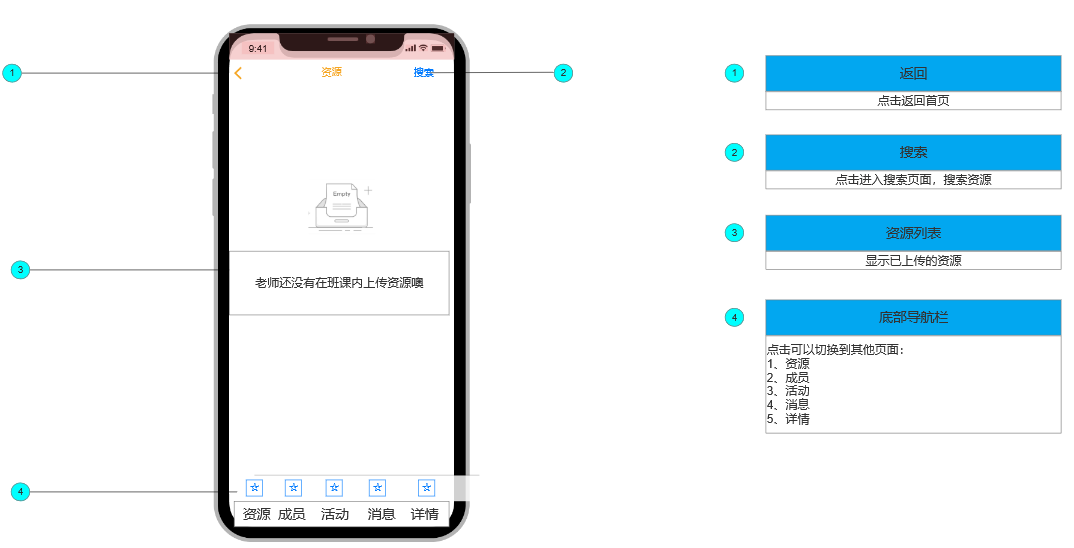 9:41
1
资源
搜索
2
Empty
3
老师还没有在班课内上传资源噢
4
资源 成员 活动 消息 详情
1
返回
点击返回首页
2
搜索
点击进入搜索页面，搜索资源
3
资源列表
显示已上传的资源
4
底部导航栏
点击可以切换到其他页面：
1、资源
2、成员
3、活动
4、消息
5、详情